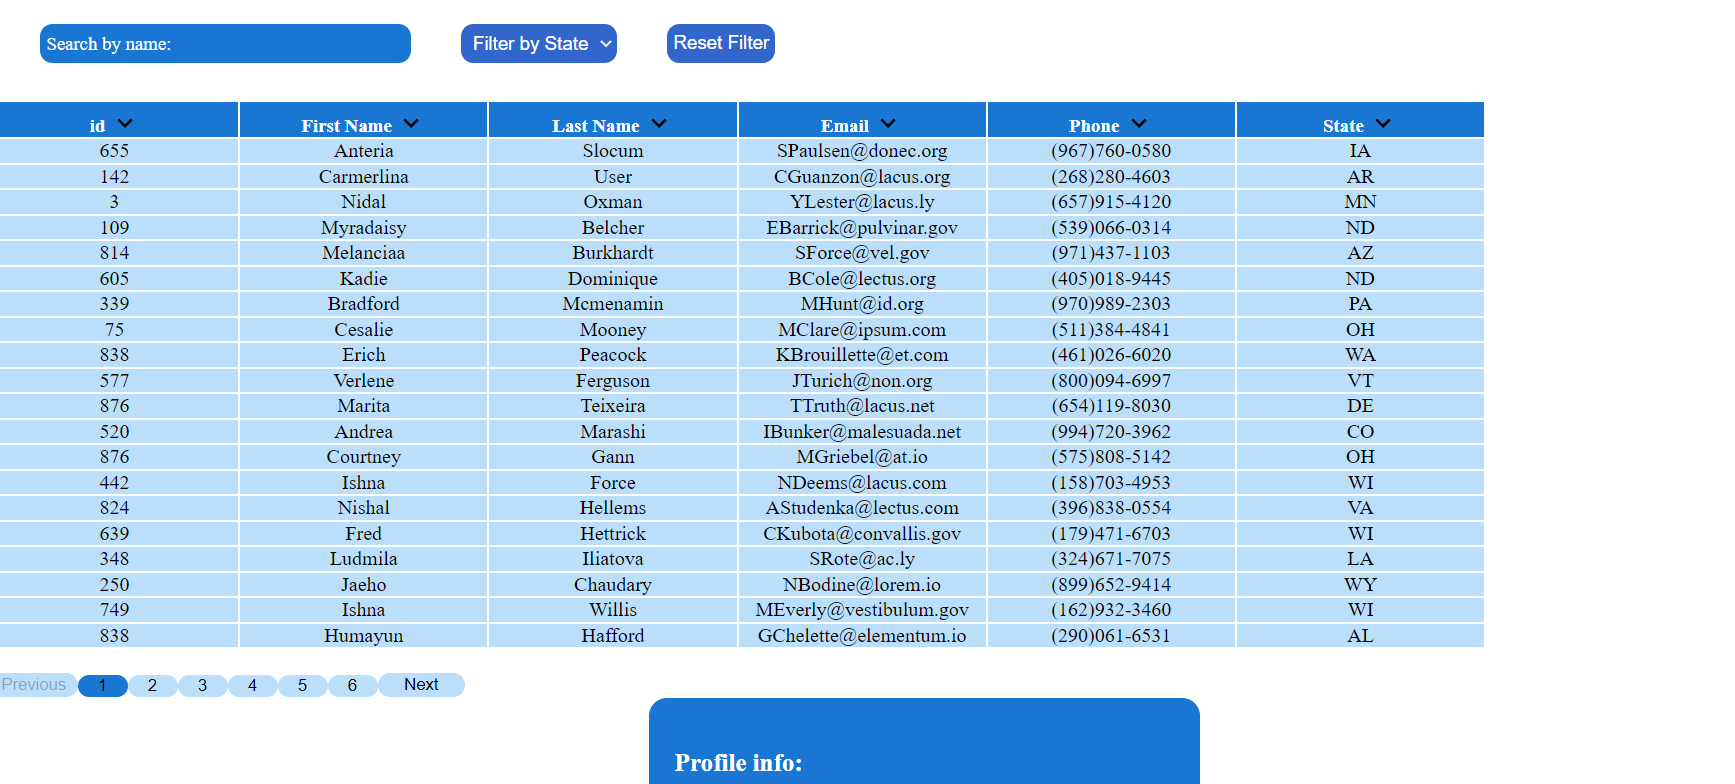 Search by name: Filter by State Reset Filter
id First Name Last Name Email Phone State
655 Anteria Slocum SPaulsen@donec.org (967)760-0580 IA
142 Carmerlina User CGuanzon@lacus.org (268)280-4603 AR
3 Nidal Oxman YLester@lacus.ly (657)915-4120 MN
109 Myradaisy Belcher EBarrick@pulvinar.gov (539)066-0314 ND
814 Melanciaa Burkhardt SForce@vel.gov (971)437-1103 AZ
605 Kadie Dominique BCole@lectus.org (405)018-9445 ND
339 Bradford Mcmenamin MHunt@id.org (970)989-2303 PA
75 Cesalie Mooney MClare@ipsum.com (511)384-4841 OH
838 Erich Peacock KBrouillette@et.com (461)026-6020 WA
577 Verlene Ferguson JTurich@non.org (800)094-6997 VT
876 Marita Teixeira TTruth@lacus.net (654)119-8030 DE
520 Andrea Marashi IBunker@malesuada.net (994)720-3962 CO
876 Courtney Gann MGriebel@at.io (575)808-5142 OH
442 Ishna Force NDeems@lacus.com (158)703-4953 WI
824 Nishal Hellems AStudenka@lectus.com (396)838-0554 VA
639 Fred Hettrick CKubota@convallis.gov (179)471-6703 WI
348 Ludmila Iliatova SRote@ac.ly (324)671-7075 LA
250 Jaeho Chaudary NBodine@lorem.io (899)652-9414 WY
749 Ishna Willis MEverly@vestibulum.gov (162)932-3460 WI
838 Humayun Hafford GChelette@elementum.io (290)061-6531 AL
Previous 1 2 3 4 5 6 Next
Profile info: